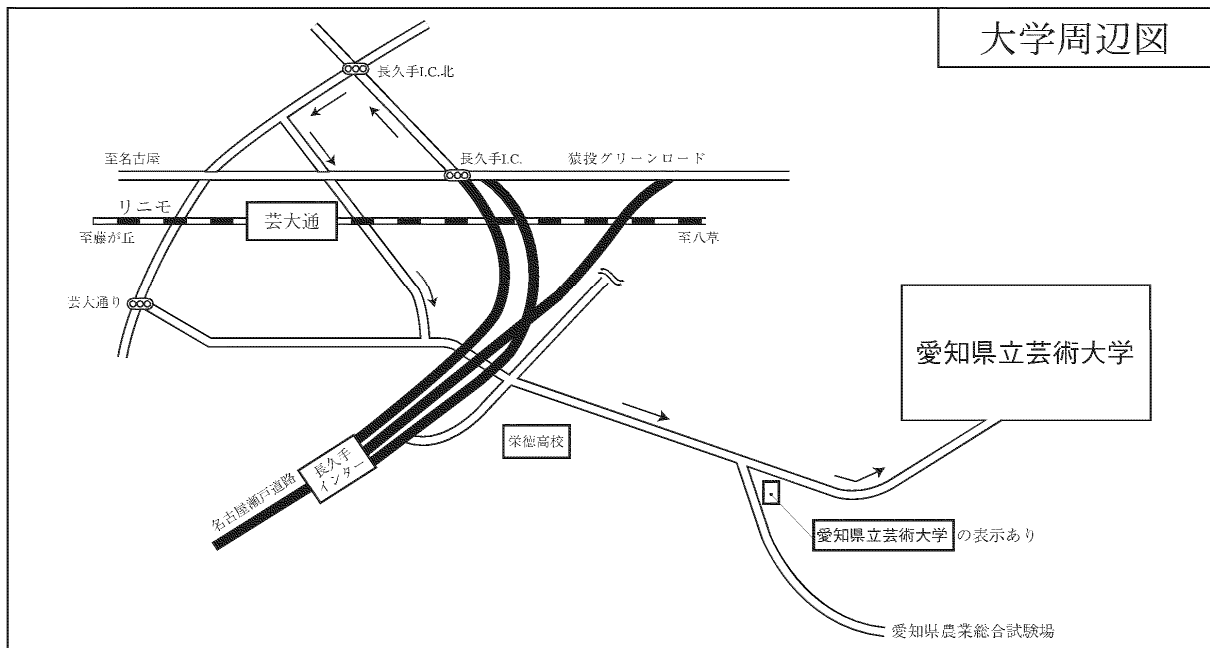 大学周辺図
長久手I.C.北
至名古屋
長久手I.C.
猿投グリーンロード
リニモ
芸大通
至藤が丘
至八草
芸大通り
愛知県立芸術大学
栄徳高校
長久手
インター
名古屋瀬戸道路
愛知県立芸術大学の表示あり
愛知県農業総合試験場